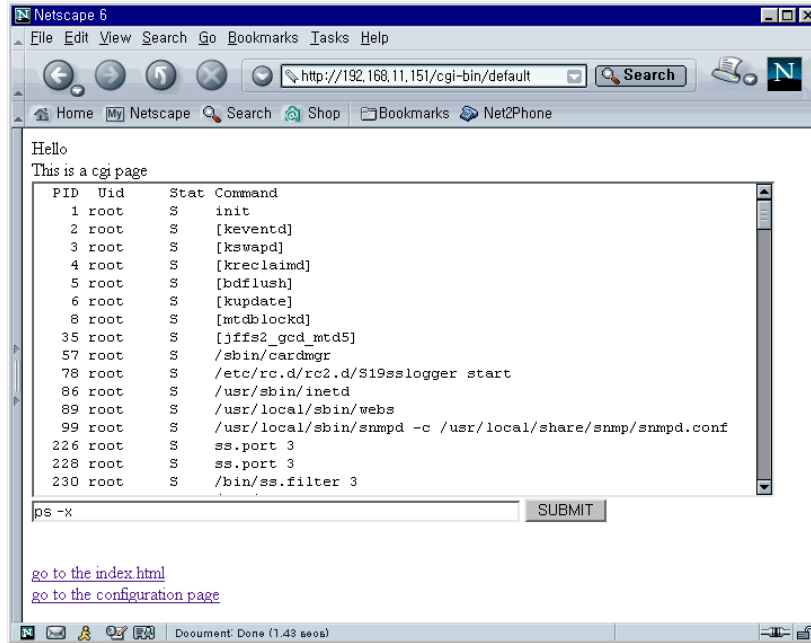 Netscape 6
File Edit View Search Go Bookmarks Tasks Help
http://192,168,11,151/cgi-bin/default Search N
Home My Netscape Search Shop Bookmarks Net2Phone
Hello
This is a cgi page
PID Uid Stat Command
1 root S init
2 root S [keventd]
3 root S [kswapd]
4 root S [kreclaimd]
5 root S [bdflush]
6 root S [kupdate]
8 root S [mtdblockd]
35 root S [jffs2_gcd_mtd5]
57 root S /sbin/cardmgr
78 root S /etc/rc.d/rc2.d/S19sslogger start
86 root S /usr/sbin/inetd
89 root S /usr/local/sbin/webs
99 root S /usr/local/sbin/snmpd -c /usr/local/share/snmp/snmpd.conf
226 root S ss.port 3
228 root S ss.port 3
230 root S /bin/ss.filter 3
ps -x SUBMIT
go to the index.html
go to the configuration page
Document: Done (1.43 secs)